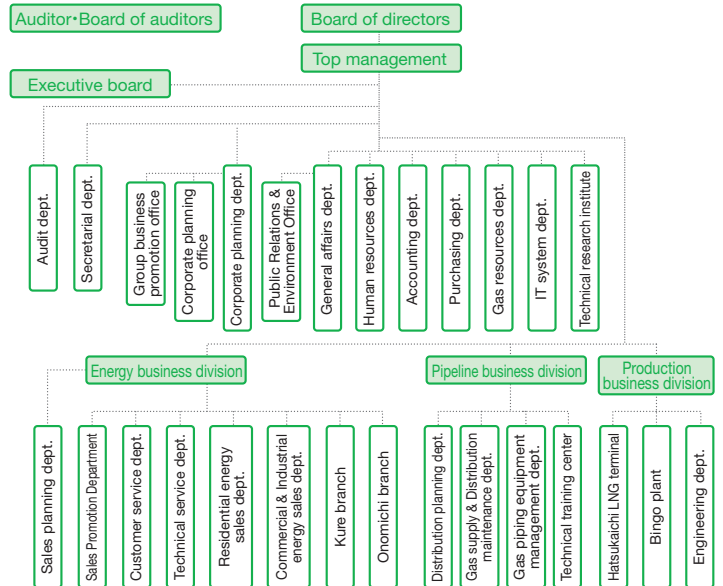 Auditor･Board of auditors
Board of directors
Top management
Executive board
Audit dept.
Secretarial dept.
Group business
promotion office
Corporate planning
office
Corporate planning dept.
Public Relations &
Environment Office
General affairs dept.
Human resources dept.
Accounting dept.
Purchasing dept.
Gas resources dept.
IT system dept.
Technical research institute
Energy business division
Pipeline business division
Production
business division
Sales planning dept.
Sales Promotion Department
Customer service dept.
Technical service dept.
Residential energy
sales dept.
Commercial & Industrial
energy sales dept.
Kure branch
Onomichi branch
Distribution planning dept.
Gas supply & Distribution
maintenance dept.
Gas piping equipment
management dept.
Technical training center
Hatsukaichi LNG terminal
Bingo plant
Engineering dept.